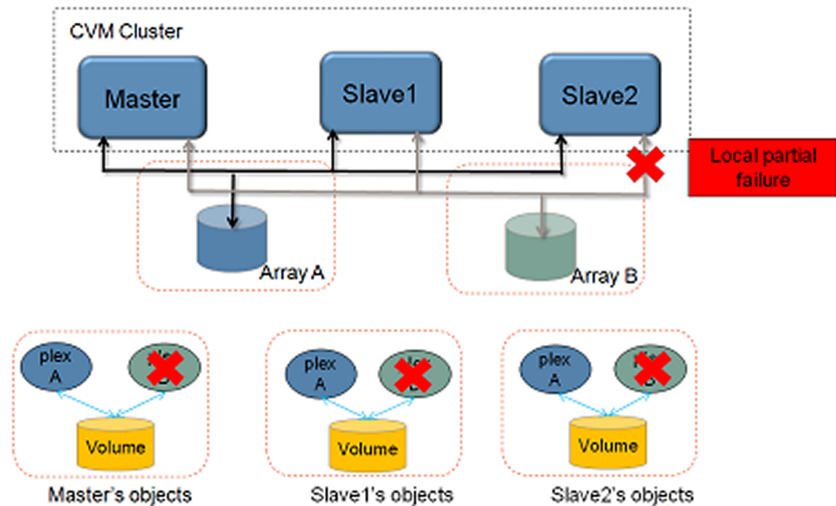 CVM Cluster
Master
Slave1
Slave2
Local partial
failure
Array A
Array B
plex
A
Volume
Master's objects
plex
A
Volume
Slave1's objects
plex
A
Volume
Slave2's objects